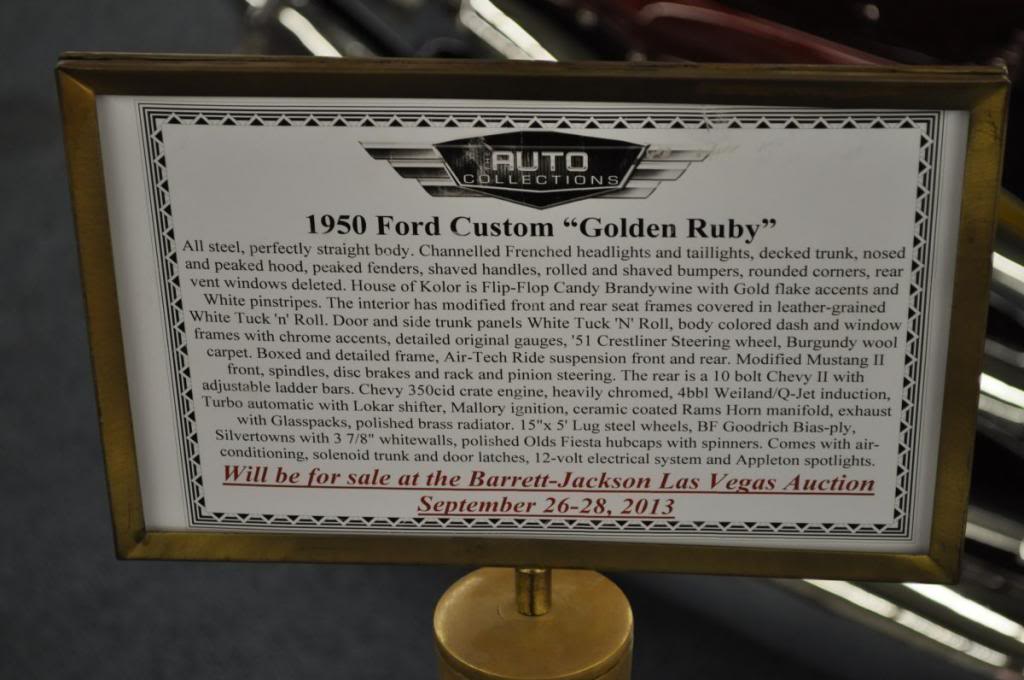 THE AUTO
COLLECTIONS
1950 Ford Custom “Golden Ruby”
All steel, perfectly straight body. Channelled Frenched headlights and taillights, decked trunk, nosed
and peaked hood, peaked fenders, shaved handles, rolled and shaved bumpers, rounded corners, rear
vent windows deleted. House of Kolor is Flip-Flop Candy Brandywine with Gold flake accents and
White pinstripes. The interior has modified front and rear seat frames covered in leather-grained
White Tuck 'n' Roll. Door and side trunk panels White Tuck 'N' Roll, body colored dash and window
frames with chrome accents, detailed original gauges, '51 Crestliner Steering wheel, Burgundy wool
carpet. Boxed and detailed frame, Air-Tech Ride suspension front and rear. Modified Mustang II
front, spindles, disc brakes and rack and pinion steering. The rear is a 10 bolt Chevy II with
adjustable ladder bars. Chevy 350cid crate engine, heavily chromed, 4bbl Weiland/Q-Jet induction,
Turbo automatic with Lokar shifter, Mallory ignition, ceramic coated Rams Horn manifold, exhaust
with Glasspacks, polished brass radiator. 15"x 5' Lug steel wheels, BF Goodrich Bias-ply,
Silvertowns with 3 7/8" whitewalls, polished Olds Fiesta hubcaps with spinners. Comes with air-
conditioning, solenoid trunk and door latches, 12-volt electrical system and Appleton spotlights.
Will be for sale at the Barrett-Jackson Las Vegas Auction
September 26-28, 2013